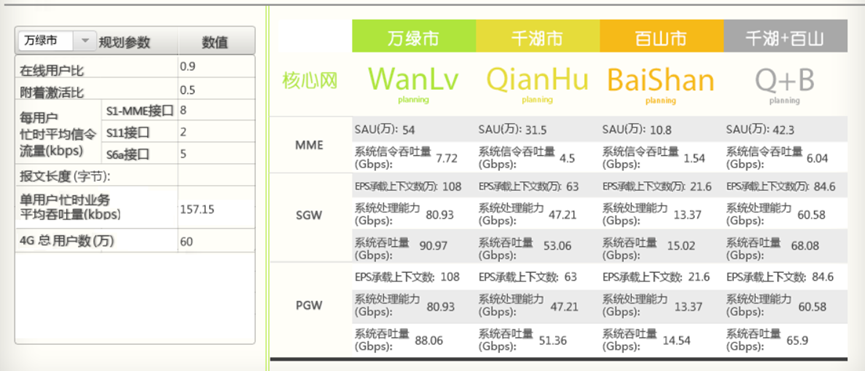 万绿市 规划参数 数值
在线用户比 0.9
附着激活比 0.5
每用户
忙时平均信令
流量(kbps)
S1-MME接口 8
S11接口 2
S6a接口 5
报文长度(字节):
单用户忙时业务
平均吞吐量(kbps) 157.15
4G 总用户数(万) 60
万绿市 千湖市 百山市 千湖+百山
核心网 WanLv QianHu BaiShan Q+B
planning planning planning planning
MME
SAU(万): 54 SAU(万): 31.5 SAU(万): 10.8 SAU(万): 42.3
系统信令吞吐量 系统信令吞吐量 系统信令吞吐量 系统信令吞吐量
(Gbps): 7.72 (Gbps): 4.5 (Gbps): 1.54 (Gbps): 6.04
SGW
EPS承载上下文数(万): 108 EPS承载上下文数(万): 63 EPS承载上下文数(万): 21.6 EPS承载上下文数(万): 84.6
系统处理能力 系统处理能力 系统处理能力 系统处理能力
(Gbps): 80.93 (Gbps): 47.21 (Gbps): 13.37 (Gbps): 60.58
系统吞吐量 系统吞吐量 系统吞吐量 系统吞吐量
(Gbps): 90.97 (Gbps): 53.06 (Gbps): 15.02 (Gbps): 68.08
PGW
EPS承载上下文数: 108 EPS承载上下文数: 63 EPS承载上下文数: 21.6 EPS承载上下文数: 84.6
系统处理能力 系统处理能力 系统处理能力 系统处理能力
(Gbps): 80.93 (Gbps): 47.21 (Gbps): 13.37 (Gbps): 60.58
系统吞吐量 系统吞吐量 系统吞吐量 系统吞吐量
(Gbps): 88.06 (Gbps): 51.36 (Gbps): 14.54 (Gbps): 65.9